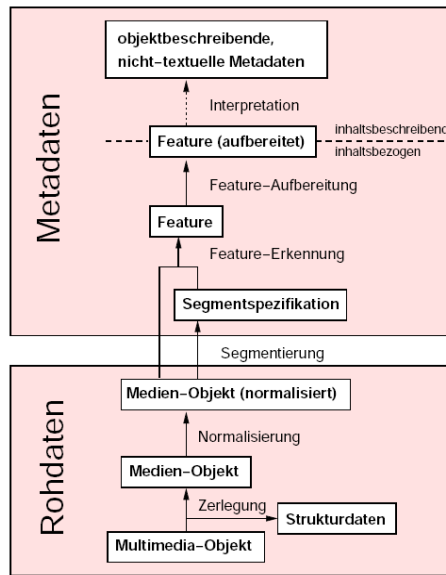 Metadaten
objektbeschreibende,
nicht-textuelle Metadaten
Interpretation
Feature (aufbereitet)
inhaltsbeschreibend
inhaltsbezogen
Feature-Aufbereitung
Feature
Feature-Erkennung
Segmentspezifikation
Segmentierung
Rohdaten
Medien-Objekt (normalisiert)
Normalisierung
Medien-Objekt
Zerlegung
Strukturdaten
Multimedia-Objekt